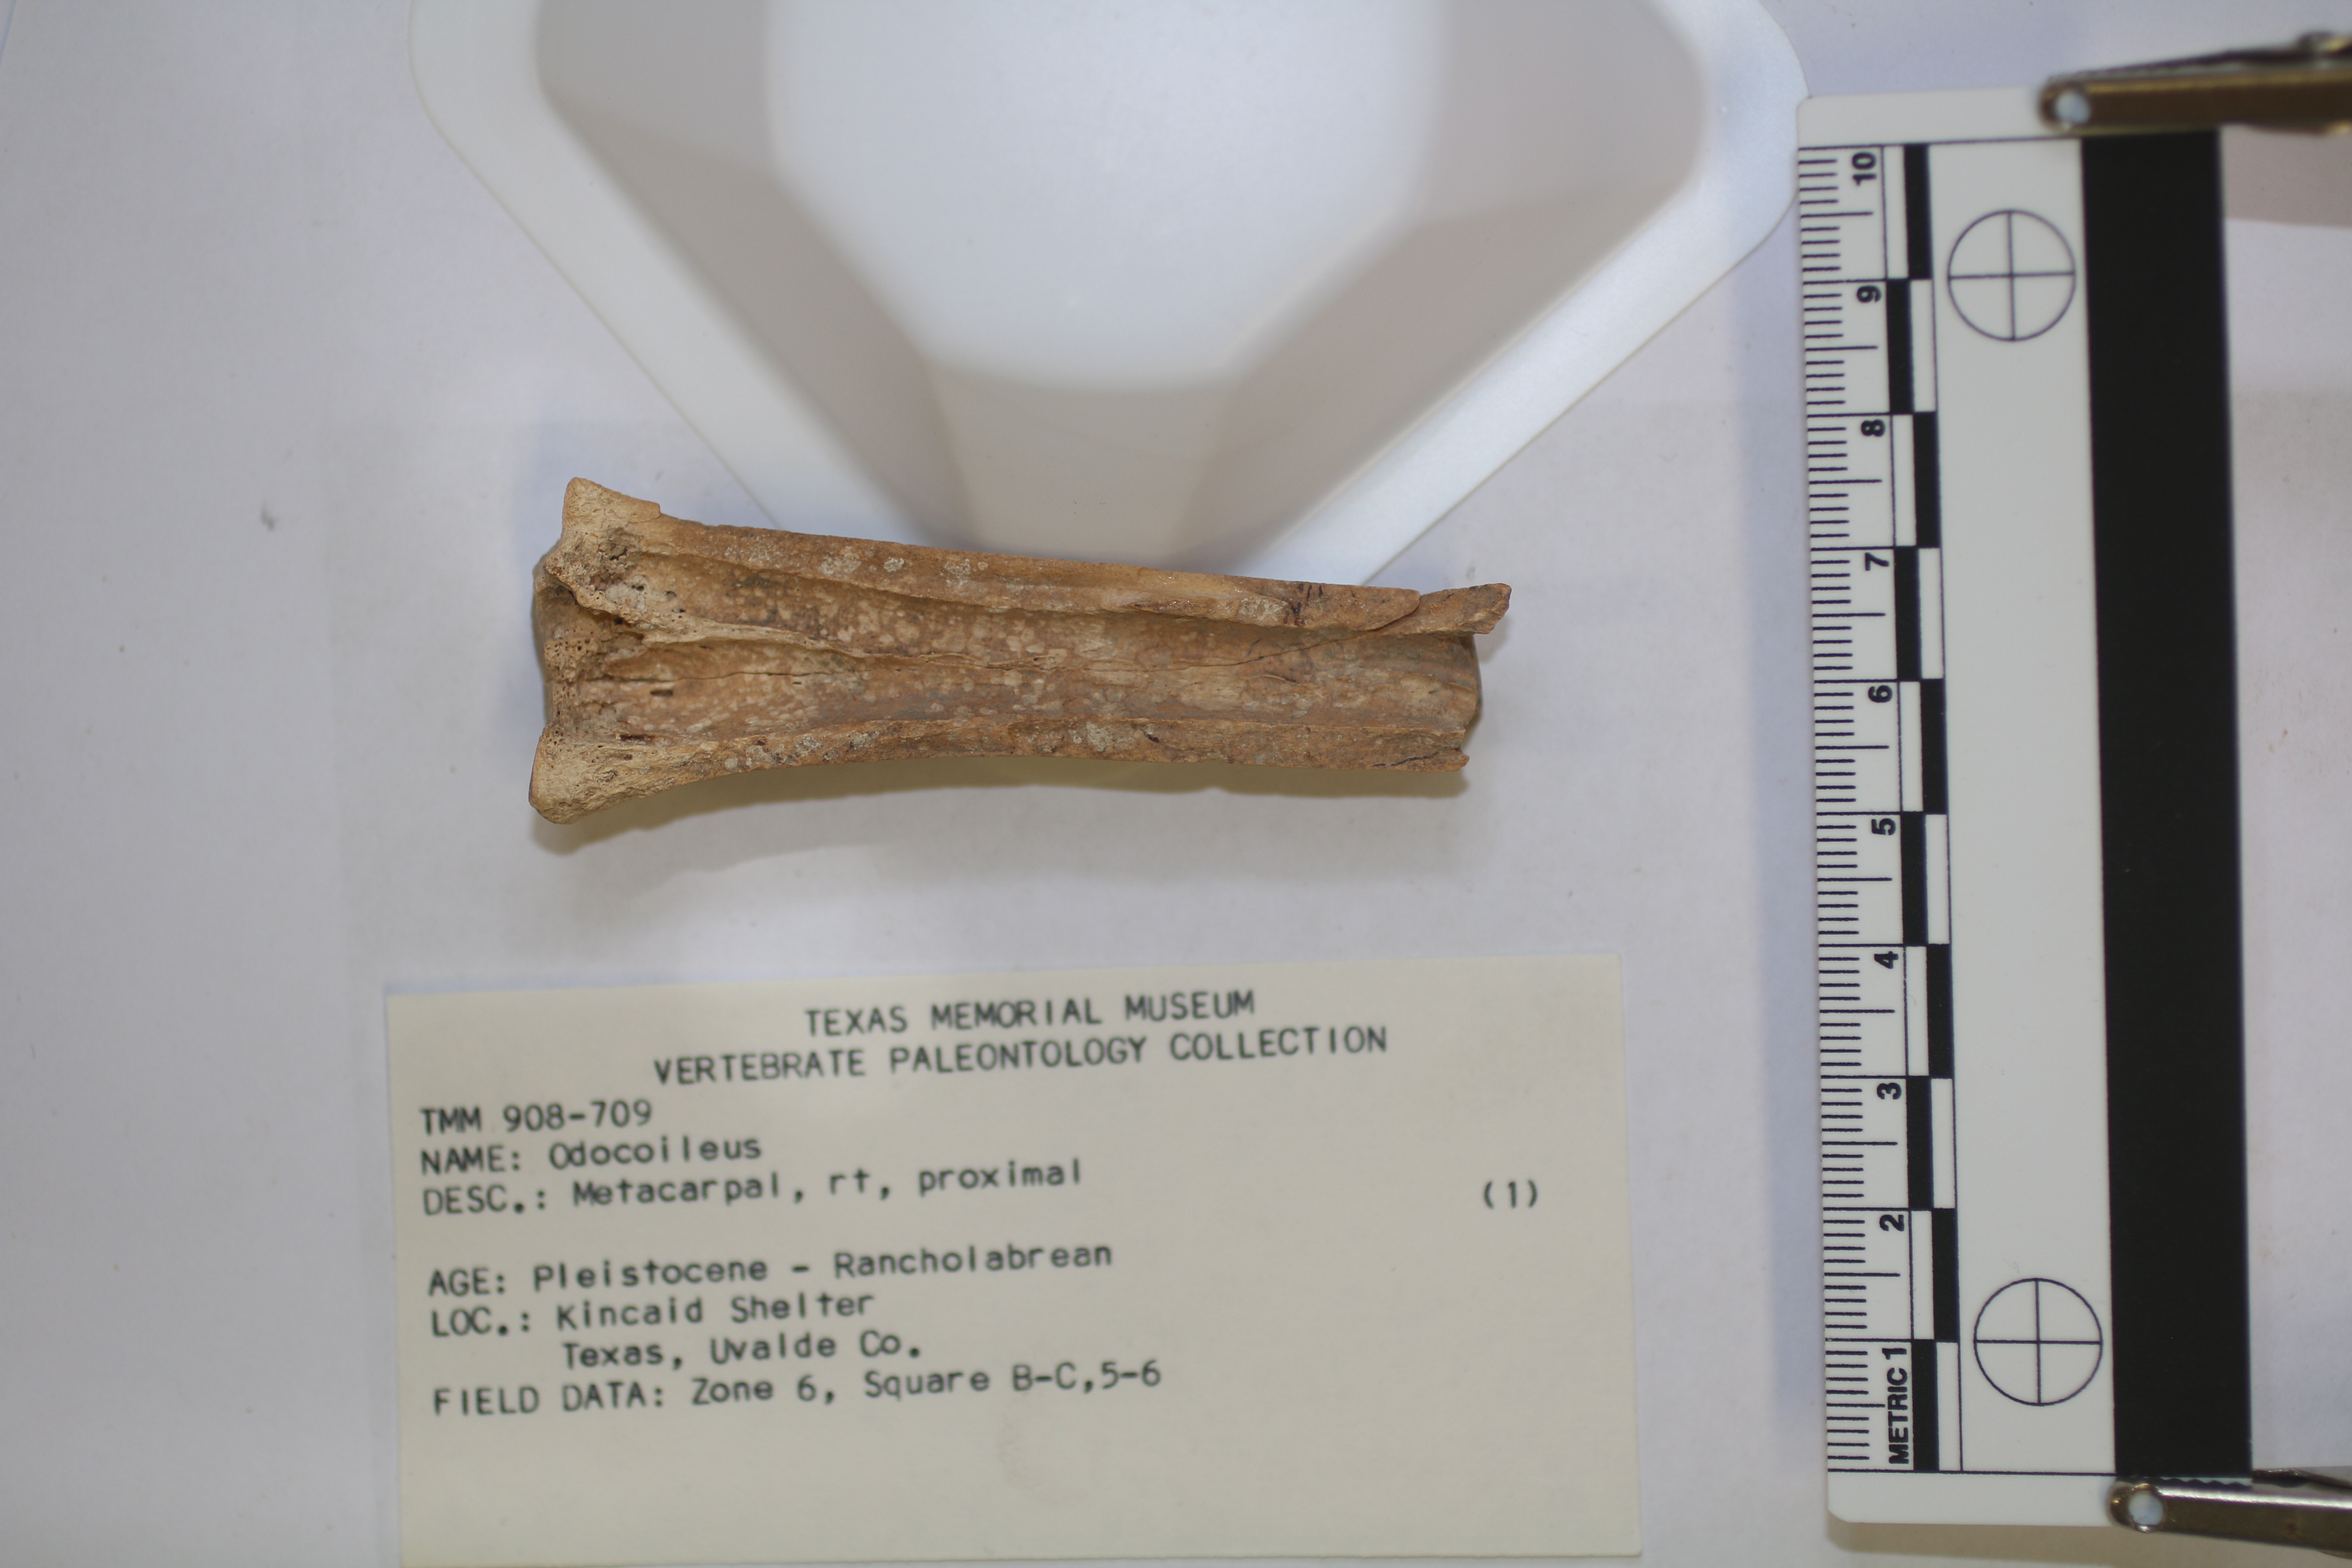 TEXAS MEMORIAL MUSEUM
VERTEBRATE PALEONTOLOGY COLLECTION
TMM 908-709
NAME: Odocoileus
DESC.: Metacarpal, rt, proximal (1)
AGE: Pleistocene - Rancholabrean
LOC.: Kincaid Shelter
Texas, Uvalde Co.
FIELD DATA: Zone 6, Square B-C,5-6
METRIC 1 2 3 4 5 6 7 8 9 10